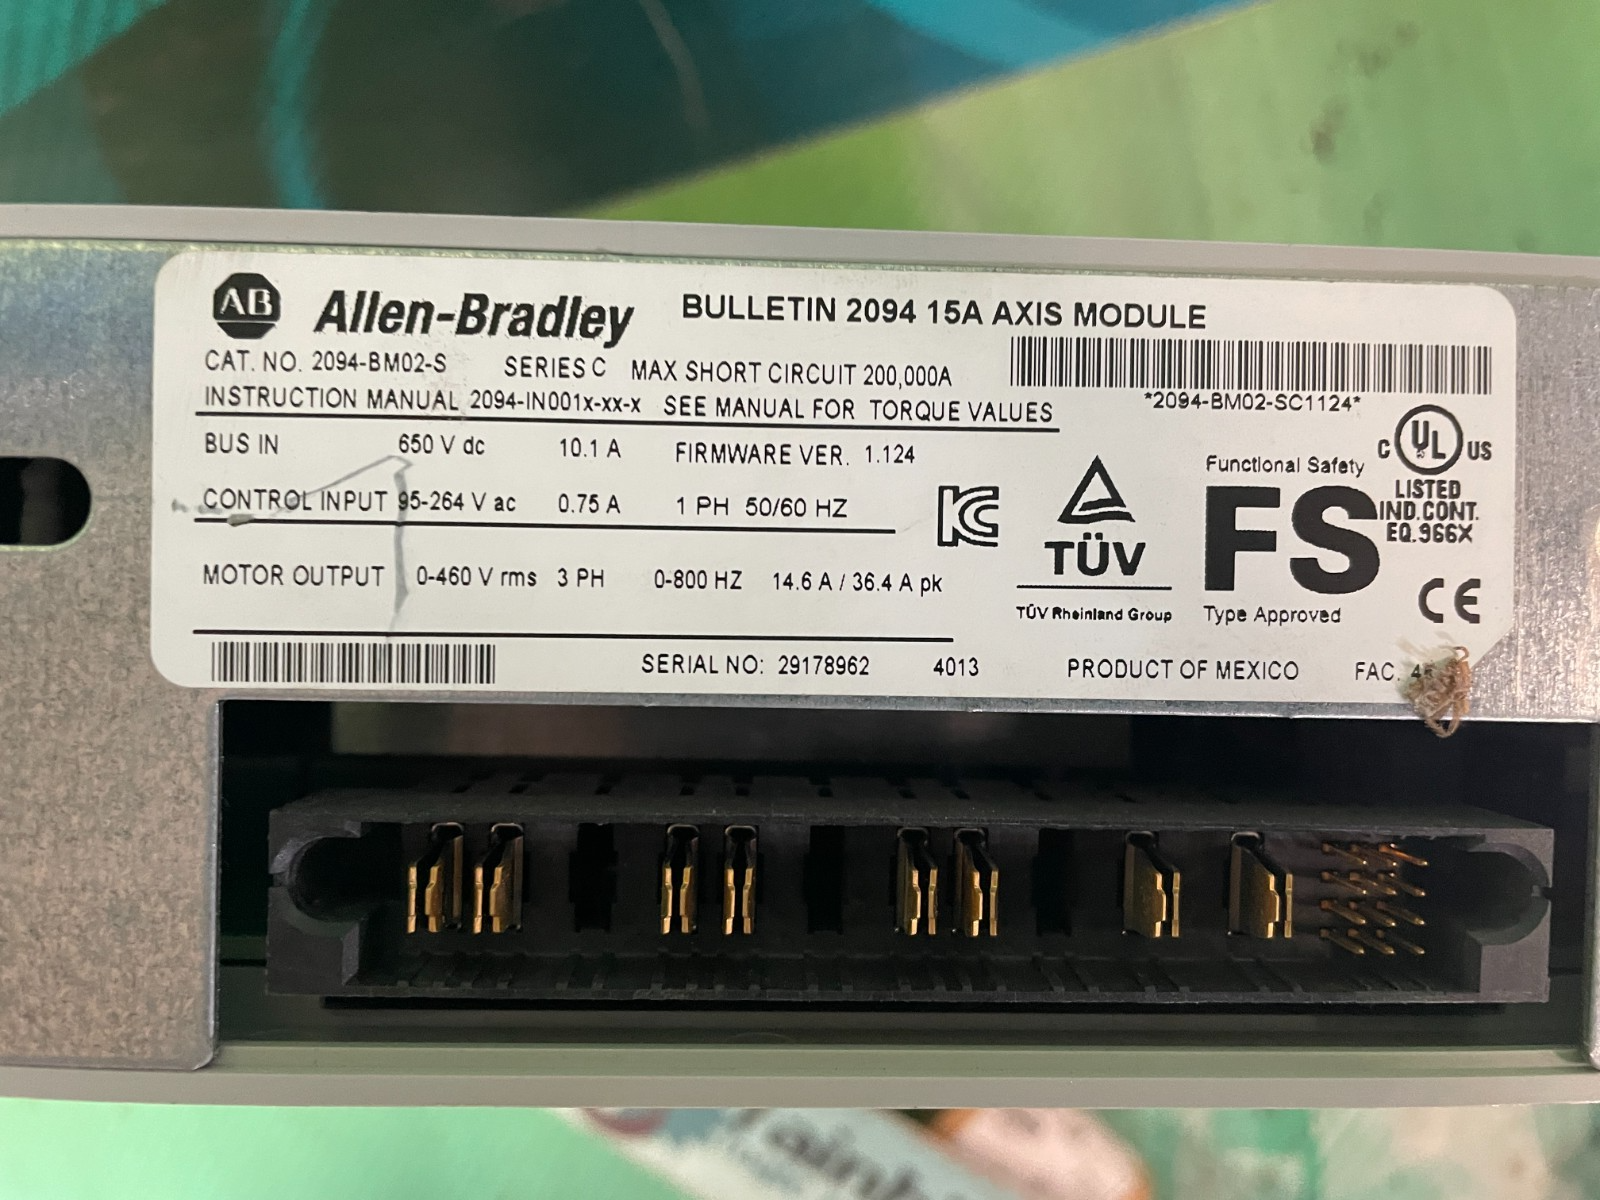 AB Allen-Bradley BULLETIN 2094 15A AXIS MODULE
CAT. NO. 2094-BM02-S SERIES C MAX SHORT CIRCUIT 200,000A
INSTRUCTION MANUAL 2094-IN001x-xx-x SEE MANUAL FOR TORQUE VALUES
*2094-BM02-SC1124*
BUS IN 650 V dc 10.1 A FIRMWARE VER. 1.124
CONTROL INPUT 95-264 V ac 0.75 A 1 PH 50/60 HZ
MOTOR OUTPUT 0-460 V rms 3 PH 0-800 HZ 14.6 A / 36.4 A pk
KC
TÜV
TÜV Rheinland Group
Functional Safety
FS
Type Approved
C UL US
LISTED
IND.CONT.
EQ.966X
CE
SERIAL NO: 29178962 4013 PRODUCT OF MEXICO FAC.